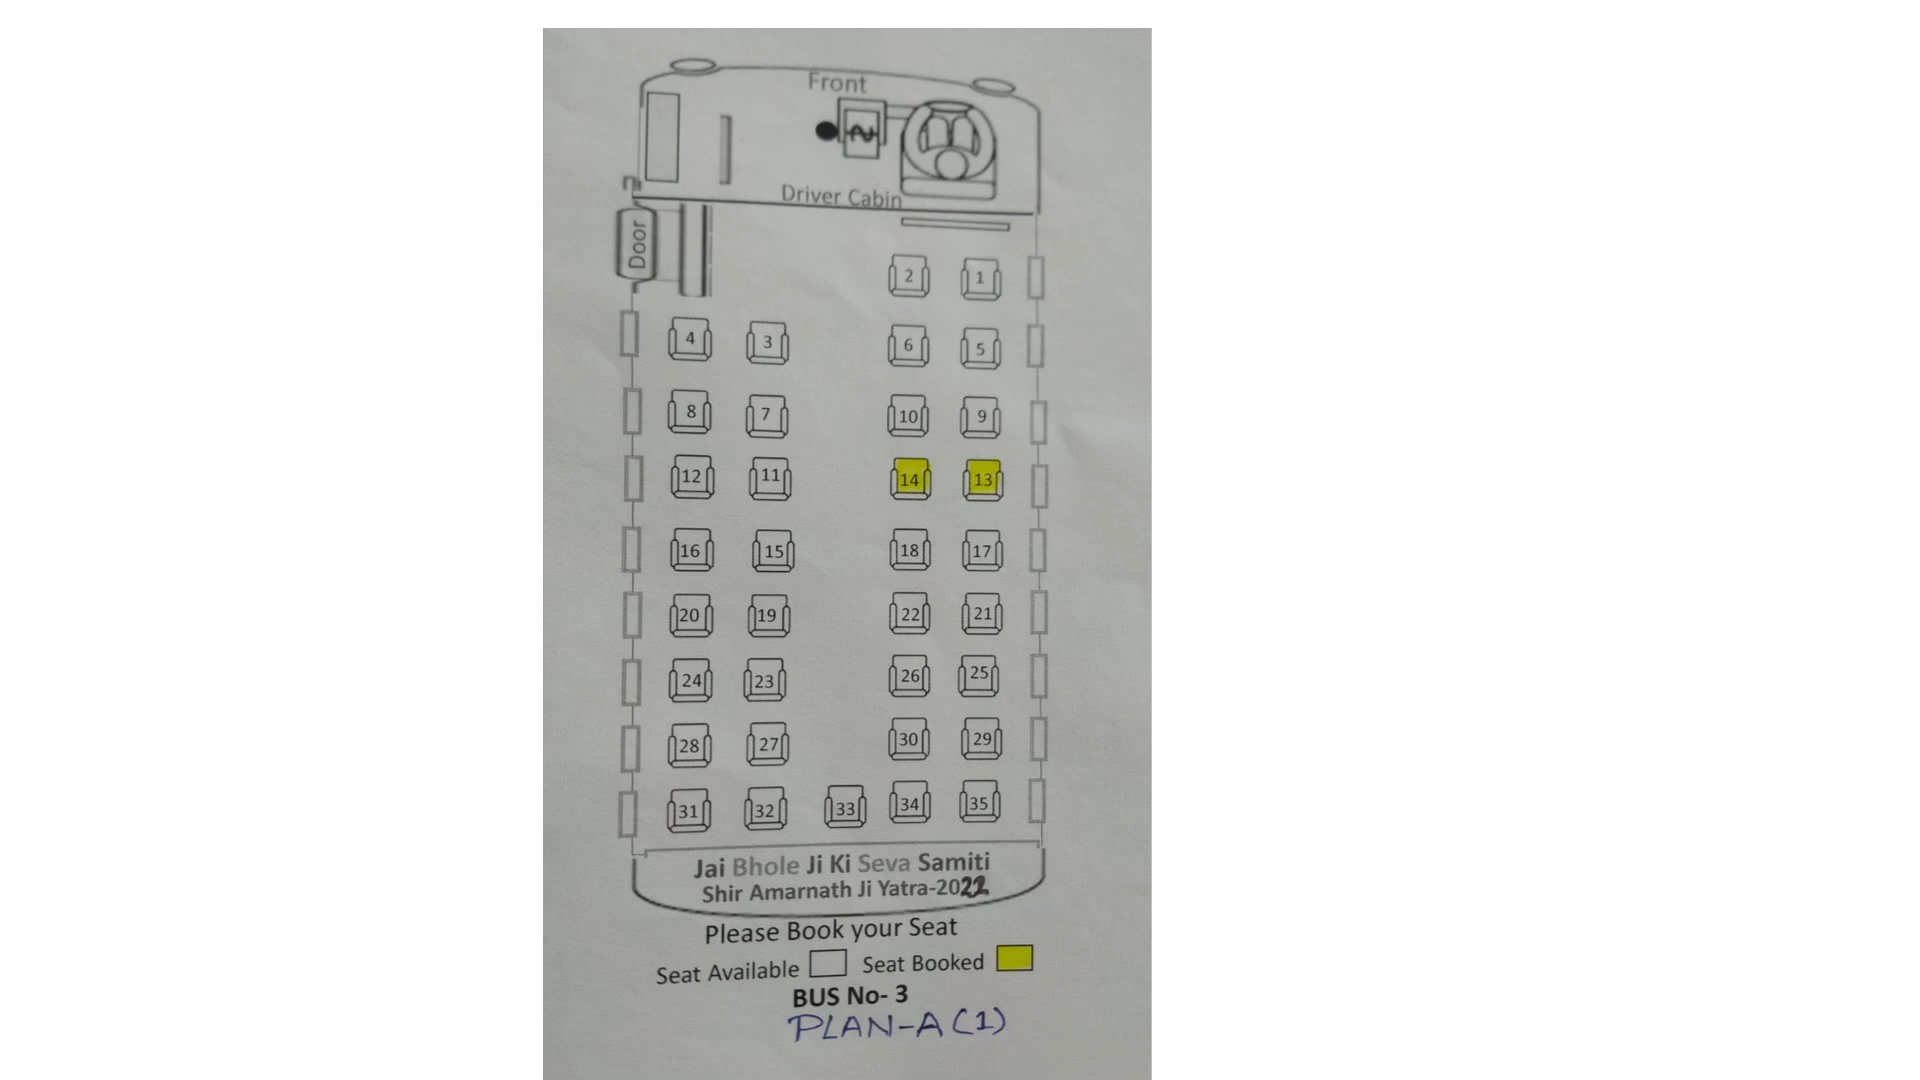 Front
Driver Cabin
Door
2 1
4 3 6 5
8 7 10 9
12 11 14 13
16 15 18 17
20 19 22 21
24 23 26 25
28 27 30 29
31 32 33 34 35
Jai Bhole Ji Ki Seva Samiti
Shir Amarnath Ji Yatra-2022
Please Book your Seat
Seat Available Seat Booked
BUS No- 3
PLAN-A (1)